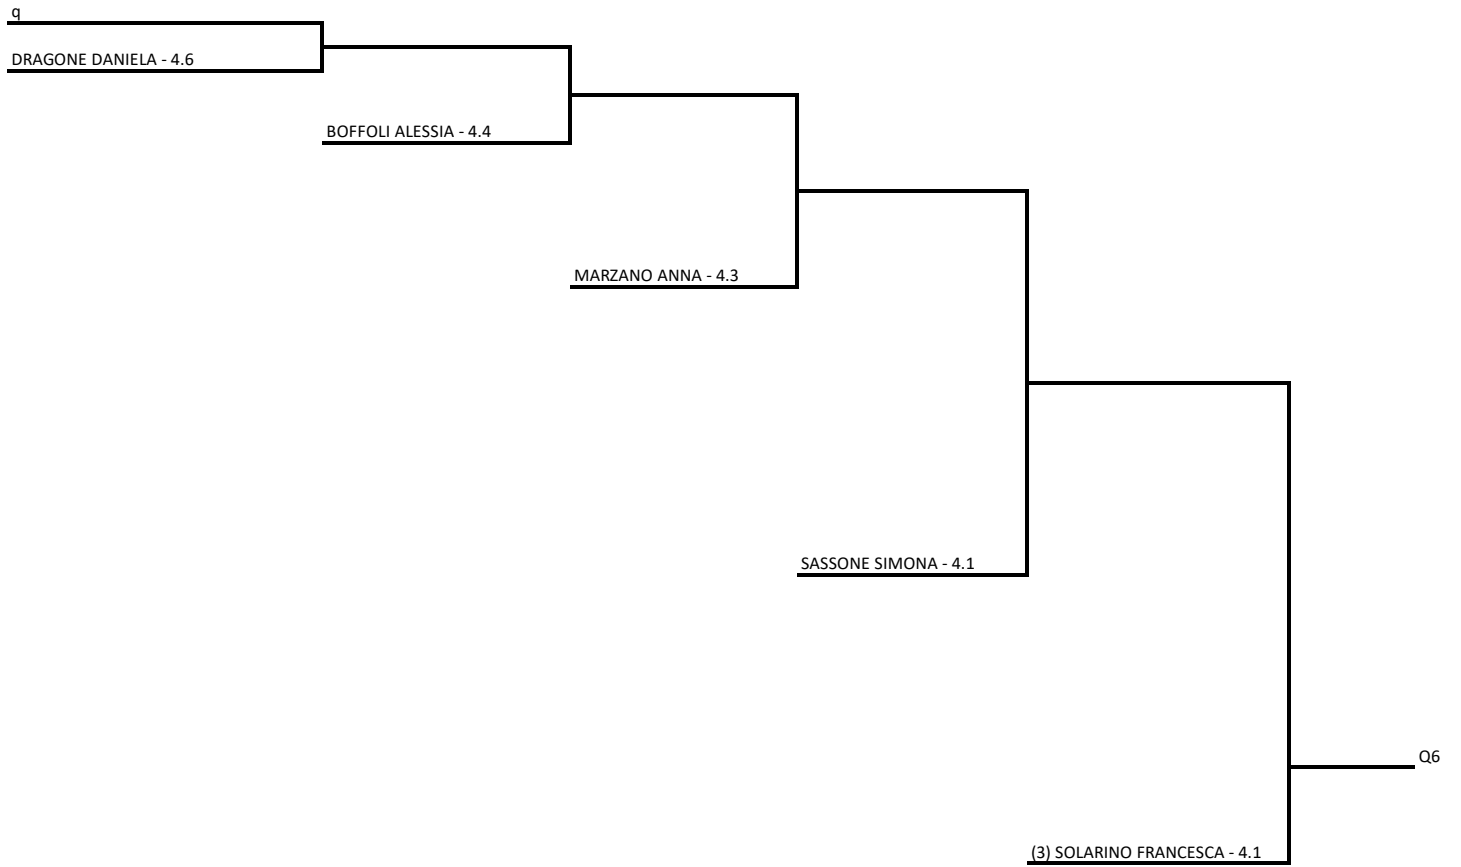 q
DRAGONE DANIELA - 4.6
BOFFOLI ALESSIA - 4.4
MARZANO ANNA - 4.3
SASSONE SIMONA - 4.1
Q6
(3) SOLARINO FRANCESCA - 4.1